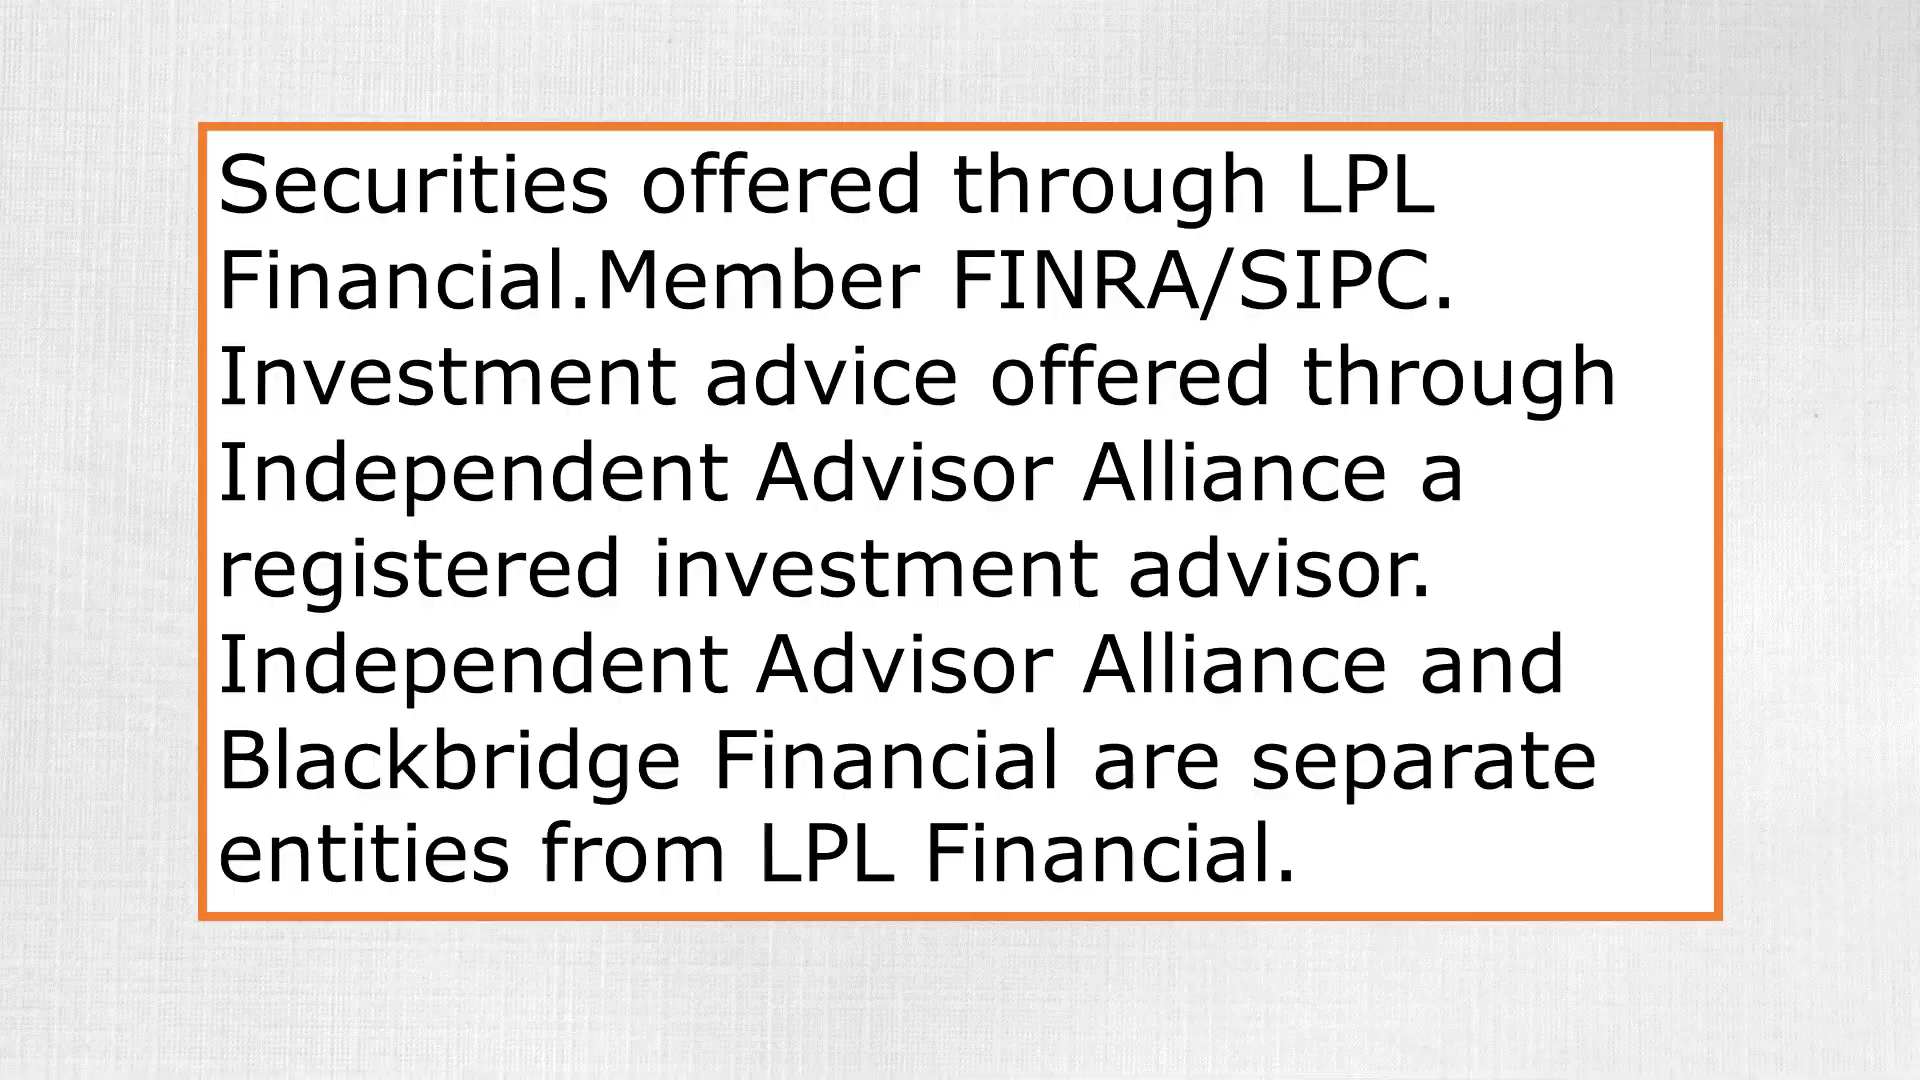 Securities offered through LPL
Financial.Member FINRA/SIPC.
Investment advice offered through
Independent Advisor Alliance a
registered investment advisor.
Independent Advisor Alliance and
Blackbridge Financial are separate
entities from LPL Financial.